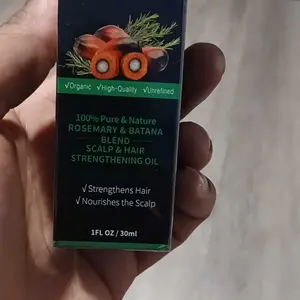 √Organic √High-Quality √Unrefined
100% Pure & Nature
ROSEMARY & BATANA
BLEND
SCALP & HAIR
STRENGTHENING OIL
√Strengthens Hair
√Nourishes the Scalp
1FL OZ / 30ml